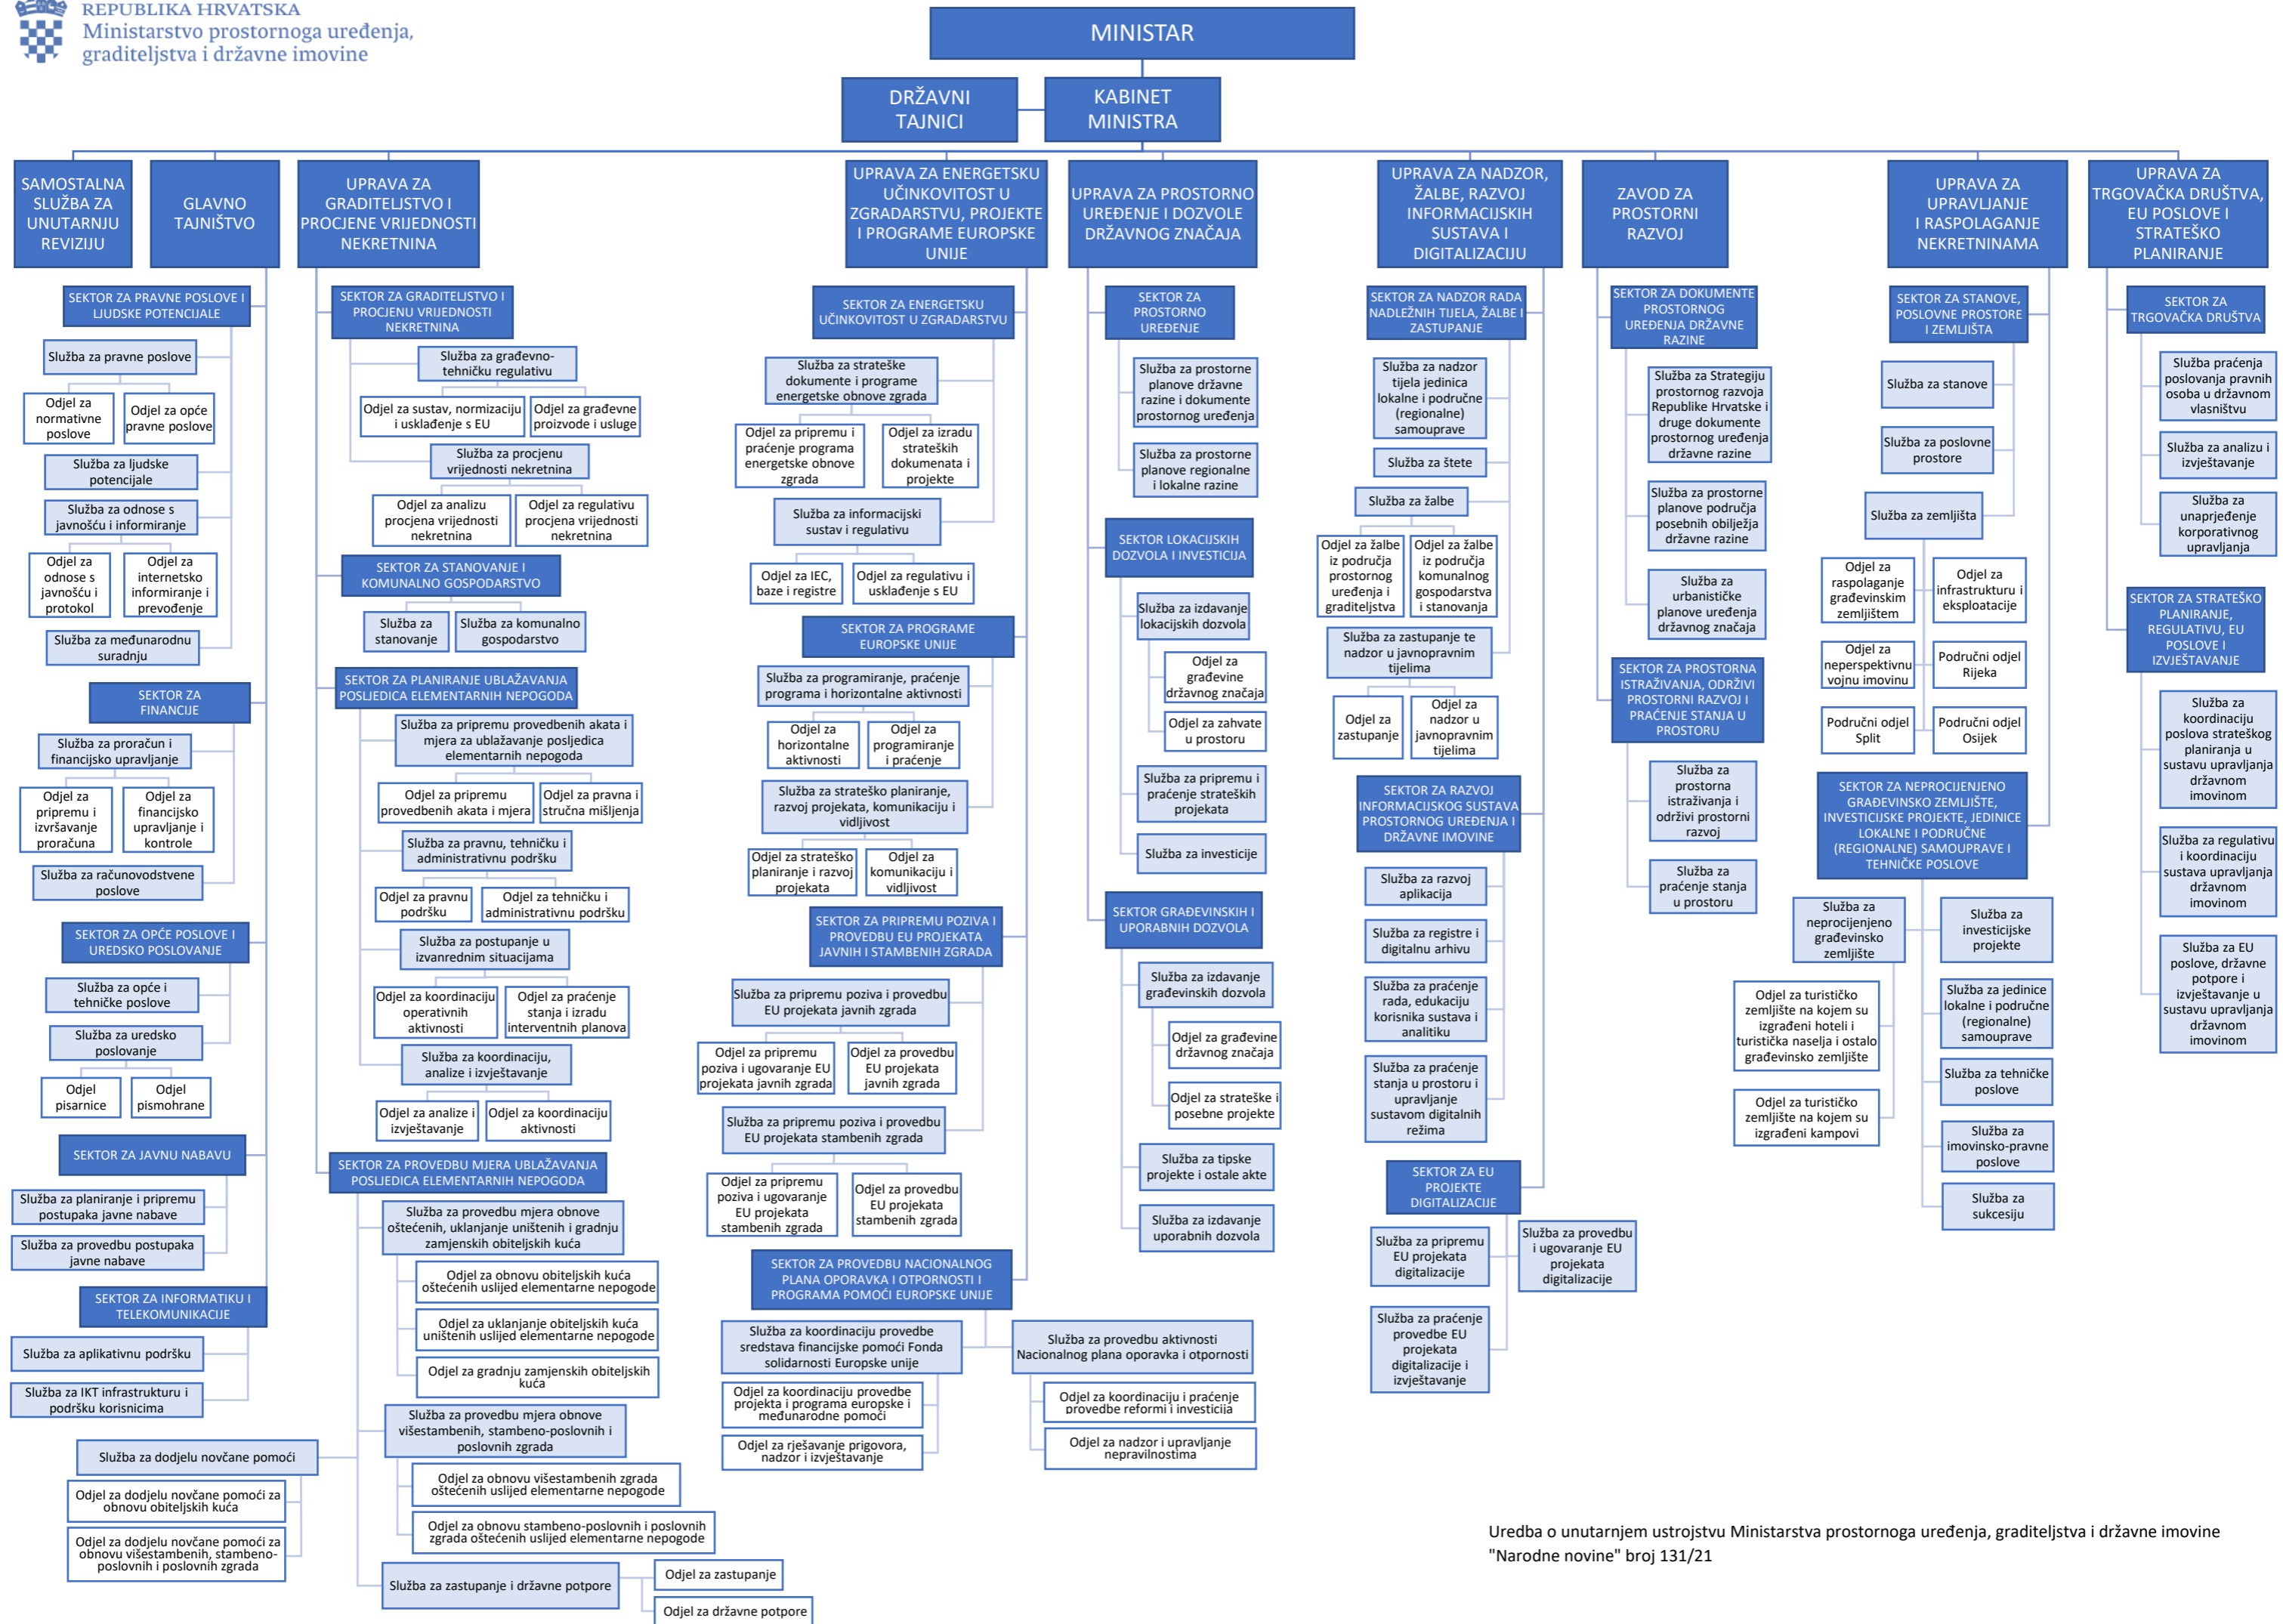 REPUBLIKA HRVATSKA
Ministarstvo prostornoga uređenja,
graditeljstva i državne imovine
MINISTAR
DRŽAVNI
TAJNICI
KABINET
MINISTRA
SAMOSTALNA
SLUŽBA ZA
UNUTARNJU
REVIZIJU
GLAVNO
TAJNIŠTVO
SEKTOR ZA PRAVNE POSLOVE I
LJUDSKE POTENCIJALE
Služba za pravne poslove
Odjel za
normativne
poslove
Odjel za opće
pravne poslove
Služba za ljudske
potencijale
Služba za odnose s
javnošću i informiranje
Odjel za
odnose s
javnošću i
protokol
Odjel za
internetsko
informiranje i
prevođenje
Služba za međunarodnu
suradnju
SEKTOR ZA
FINANCIJE
Služba za proračun i
financijsko upravljanje
Odjel za
pripremu i
izvršavanje
proračuna
Odjel za
financijsko
upravljanje i
kontrole
Služba za računovodstvene
poslove
SEKTOR ZA OPĆE POSLOVE I
UREDSKO POSLOVANJE
Služba za opće i
tehničke poslove
Služba za uredsko
poslovanje
Odjel
pisarnice
Odjel
pismohrane
SEKTOR ZA JAVNU NABAVU
Služba za planiranje i pripremu
postupaka javne nabave
Služba za provedbu postupaka
javne nabave
SEKTOR ZA INFORMATIKU I
TELEKOMUNIKACIJE
Služba za aplikativnu podršku
Služba za IKT infrastrukturu i
podršku korisnicima
UPRAVA ZA
GRADITELJSTVO I
PROCJENE VRIJEDNOSTI
NEKRETNINA
SEKTOR ZA GRADITELJSTVO I
PROCJENU VRIJEDNOSTI
NEKRETNINA
Služba za građevno-
tehničku regulativu
Odjel za sustav, normizaciju
i usklađenje s EU
Odjel za građevne
proizvode i usluge
Služba za procjenu
vrijednosti nekretnina
Odjel za analizu
procjena vrijednosti
nekretnina
Odjel za regulativu
procjena vrijednosti
nekretnina
SEKTOR ZA STANOVANJE I
KOMUNALNO GOSPODARSTVO
Služba za
stanovanje
Služba za komunalno
gospodarstvo
SEKTOR ZA PLANIRANJE UBLAŽAVANJA
POSLJEDICA ELEMENTARNIH NEPOGODA
Služba za pripremu provedbenih akata i
mjera za ublažavanje posljedica
elementarnih nepogoda
Odjel za pripremu
provedbenih akata i mjera
Odjel za pravna i
stručna mišljenja
Služba za pravnu, tehničku i
administrativnu podršku
Odjel za pravnu
podršku
Odjel za tehničku i
administrativnu podršku
Služba za postupanje u
izvanrednim situacijama
Odjel za koordinaciju
operativnih
aktivnosti
Odjel za praćenje
stanja i izradu
interventnih planova
Služba za koordinaciju,
analize i izvještavanje
Odjel za analize i
izvještavanje
Odjel za koordinaciju
aktivnosti
SEKTOR ZA PROVEDBU MJERA UBLAŽAVANJA
POSLJEDICA ELEMENTARNIH NEPOGODA
Služba za provedbu mjera obnove
oštećenih, uklanjanje uništenih i gradnju
zamjenskih obiteljskih kuća
Odjel za obnovu obiteljskih kuća
oštećenih uslijed elementarne nepogode
Odjel za uklanjanje obiteljskih kuća
uništenih uslijed elementarne nepogode
Odjel za gradnju zamjenskih obiteljskih
kuća
Služba za provedbu mjera obnove
višestambenih, stambeno-poslovnih i
poslovnih zgrada
Odjel za obnovu višestambenih zgrada
oštećenih uslijed elementarne nepogode
Odjel za obnovu stambeno-poslovnih i poslovnih
zgrada oštećenih uslijed elementarne nepogode
Služba za dodjelu novčane pomoći
Odjel za dodjelu novčane pomoći za
obnovu obiteljskih kuća
Odjel za dodjelu novčane pomoći za
obnovu višestambenih, stambeno-
poslovnih i poslovnih zgrada
Služba za zastupanje i državne potpore
Odjel za zastupanje
Odjel za državne potpore
UPRAVA ZA ENERGETSKU
UČINKOVITOST U
ZGRADARSTVU, PROJEKTE
I PROGRAME EUROPSKE
UNIJE
SEKTOR ZA ENERGETSKU
UČINKOVITOST U ZGRADARSTVU
Služba za strateške
dokumente i programe
energetske obnove zgrada
Odjel za pripremu i
praćenje programa
energetske obnove
zgrada
Odjel za izradu
strateških
dokumenata i
projekte
Služba za informacijski
sustav i regulativu
Odjel za IEC,
baze i registre
Odjel za regulativu i
usklađenje s EU
SEKTOR ZA PROGRAME
EUROPSKE UNIJE
Služba za programiranje, praćenje
programa i horizontalne aktivnosti
Odjel za
horizontalne
aktivnosti
Odjel za
programiranje
i praćenje
Služba za strateško planiranje,
razvoj projekata, komunikaciju i
vidljivost
Odjel za strateško
planiranje i razvoj
projekata
Odjel za
komunikaciju i
vidljivost
SEKTOR ZA PRIPREMU POZIVA I
PROVEDBU EU PROJEKATA
JAVNIH I STAMBENIH ZGRADA
Služba za pripremu poziva i provedbu
EU projekata javnih zgrada
Odjel za pripremu
poziva i ugovaranje EU
projekata javnih zgrada
Odjel za provedbu
EU projekata
javnih zgrada
Služba za pripremu poziva i provedbu
EU projekata stambenih zgrada
Odjel za pripremu
poziva i ugovaranje
EU projekata
stambenih zgrada
Odjel za provedbu
EU projekata
stambenih zgrada
SEKTOR ZA PROVEDBU NACIONALNOG
PLANA OPORAVKA I OTPORNOSTI I
PROGRAMA POMOĆI EUROPSKE UNIJE
Služba za koordinaciju provedbe
sredstava financijske pomoći Fonda
solidarnosti Europske unije
Odjel za koordinaciju provedbe
projekta i programa europske i
međunarodne pomoći
Odjel za rješavanje prigovora,
nadzor i izvještavanje
Služba za provedbu aktivnosti
Nacionalnog plana oporavka i otpornosti
Odjel za koordinaciju i praćenje
provedbe reformi i investicija
Odjel za nadzor i upravljanje
nepravilnostima
UPRAVA ZA PROSTORNO
UREĐENJE I DOZVOLE
DRŽAVNOG ZNAČAJA
SEKTOR ZA
PROSTORNO
UREĐENJE
Služba za prostorne
planove državne
razine i dokumente
prostornog uređenja
Služba za prostorne
planove regionalne
i lokalne razine
SEKTOR LOKACIJSKIH
DOZVOLA I INVESTICIJA
Služba za izdavanje
lokacijskih dozvola
Odjel za
građevine
državnog značaja
Odjel za zahvate
u prostoru
Služba za pripremu i
praćenje strateških
projekata
Služba za investicije
SEKTOR GRAĐEVINSKIH I
UPORABNIH DOZVOLA
Služba za izdavanje
građevinskih dozvola
Odjel za građevine
državnog značaja
Odjel za strateške i
posebne projekte
Služba za tipske
projekte i ostale akte
Služba za izdavanje
uporabnih dozvola
UPRAVA ZA NADZOR,
ŽALBE, RAZVOJ
INFORMACIJSKIH
SUSTAVA I
DIGITALIZACIJU
SEKTOR ZA NADZOR RADA
NADLEŽNIH TIJELA, ŽALBE I
ZASTUPANJE
Služba za nadzor
tijela jedinica
lokalne i područne
(regionalne)
samouprave
Služba za štete
Služba za žalbe
Odjel za žalbe
iz područja
prostornog
uređenja i
graditeljstva
Odjel za žalbe
iz područja
komunalnog
gospodarstva
i stanovanja
Služba za zastupanje te
nadzor u javnopravnim
tijelima
Odjel za
zastupanje
Odjel za
nadzor u
javnopravnim
tijelima
SEKTOR ZA RAZVOJ
INFORMACIJSKOG SUSTAVA
PROSTORNOG UREĐENJA I
DRŽAVNE IMOVINE
Služba za razvoj
aplikacija
Služba za registre i
digitalnu arhivu
Služba za praćenje
rada, edukaciju
korisnika sustava i
analitiku
Služba za praćenje
stanja u prostoru i
upravljanje
sustavom digitalnih
režima
SEKTOR ZA EU
PROJEKTE
DIGITALIZACIJE
Služba za pripremu
EU projekata
digitalizacije
Služba za provedbu
i ugovaranje EU
projekata
digitalizacije
Služba za praćenje
provedbe EU
projekata
digitalizacije i
izvještavanje
ZAVOD ZA
PROSTORNI
RAZVOJ
SEKTOR ZA DOKUMENTE
PROSTORNOG
UREĐENJA DRŽAVNE
RAZINE
Služba za Strategiju
prostornog razvoja
Republike Hrvatske i
druge dokumente
prostornog uređenja
državne razine
Služba za prostorne
planove područja
posebnih obilježja
državne razine
Služba za
urbanističke
planove uređenja
državnog značaja
SEKTOR ZA PROSTORNA
ISTRAŽIVANJA, ODRŽIVI
PROSTORNI RAZVOJ I
PRAĆENJE STANJA U
PROSTORU
Služba za
prostorna
istraživanja i
održivi prostorni
razvoj
Služba za
praćenje stanja
u prostoru
UPRAVA ZA
UPRAVLJANJE
I RASPOLAGANJE
NEKRETNINAMA
SEKTOR ZA STANOVE,
POSLOVNE PROSTORE
I ZEMLJIŠTA
Služba za stanove
Služba za poslovne
prostore
Služba za zemljišta
Odjel za
raspolaganje
građevinskim
zemljištem
Odjel za
infrastrukturu i
eksploatacije
Odjel za
neperspektivnu
vojnu imovinu
Područni odjel
Rijeka
Područni odjel
Split
Područni odjel
Osijek
SEKTOR ZA NEPROCIJENJENO
GRAĐEVINSKO ZEMLJIŠTE,
INVESTICIJSKE PROJEKTE, JEDINICE
LOKALNE I PODRUČNE
(REGIONALNE) SAMOUPRAVE I
TEHNIČKE POSLOVE
Služba za
neprocijenjeno
građevinsko
zemljište
Odjel za turističko
zemljište na kojem su
izgrađeni hoteli i
turistička naselja i ostalo
građevinsko zemljište
Odjel za turističko
zemljište na kojem su
izgrađeni kampovi
Služba za
investicijske
projekte
Služba za jedinice
lokalne i područne
(regionalne)
samouprave
Služba za tehničke
poslove
Služba za
imovinsko-pravne
poslove
Služba za
sukcesiju
UPRAVA ZA
TRGOVAČKA DRUŠTVA,
EU POSLOVE I
STRATEŠKO
PLANIRANJE
SEKTOR ZA
TRGOVAČKA DRUŠTVA
Služba praćenja
poslovanja pravnih
osoba u državnom
vlasništvu
Služba za analizu i
izvještavanje
Služba za
unaprjeđenje
korporativnog
upravljanja
SEKTOR ZA STRATEŠKO
PLANIRANJE,
REGULATIVU, EU
POSLOVE I
IZVJEŠTAVANJE
Služba za
koordinaciju
poslova strateškog
planiranja u
sustavu upravljanja
državnom
imovinom
Služba za regulativu
i koordinaciju
sustava upravljanja
državnom
imovinom
Služba za EU
poslove, državne
potpore i
izvještavanje u
sustavu upravljanja
državnom
imovinom
Uredba o unutarnjem ustrojstvu Ministarstva prostornoga uređenja, graditeljstva i državne imovine
"Narodne novine" broj 131/21